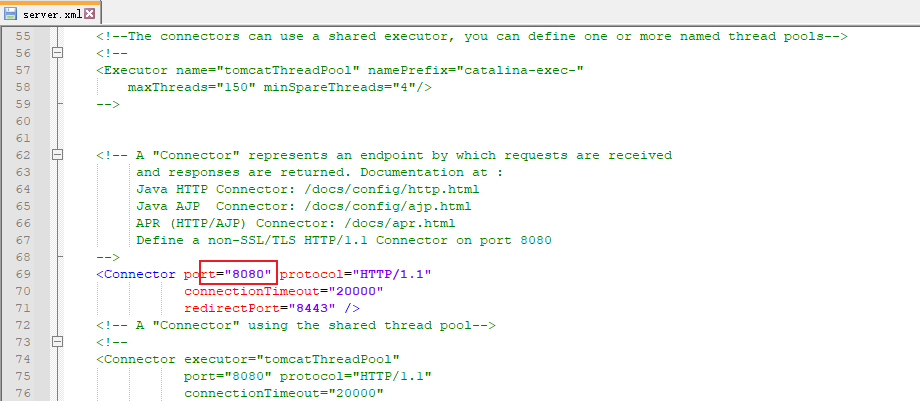 server.xml
55 <!--The connectors can use a shared executor, you can define one or more named thread pools-->
56 <!--
57 <Executor name="tomcatThreadPool" namePrefix="catalina-exec-"
58 maxThreads="150" minSpareThreads="4"/>
59 -->
60
61
62 <!-- A "Connector" represents an endpoint by which requests are received
63 and responses are returned. Documentation at :
64 Java HTTP Connector: /docs/config/http.html
65 Java AJP  Connector: /docs/config/ajp.html
66 APR (HTTP/AJP) Connector: /docs/apr.html
67 Define a non-SSL/TLS HTTP/1.1 Connector on port 8080
68 -->
69 <Connector port="8080" protocol="HTTP/1.1"
70 connectionTimeout="20000"
71 redirectPort="8443" />
72 <!-- A "Connector" using the shared thread pool-->
73 <!--
74 <Connector executor="tomcatThreadPool"
75 port="8080" protocol="HTTP/1.1"
76 connectionTimeout="20000"